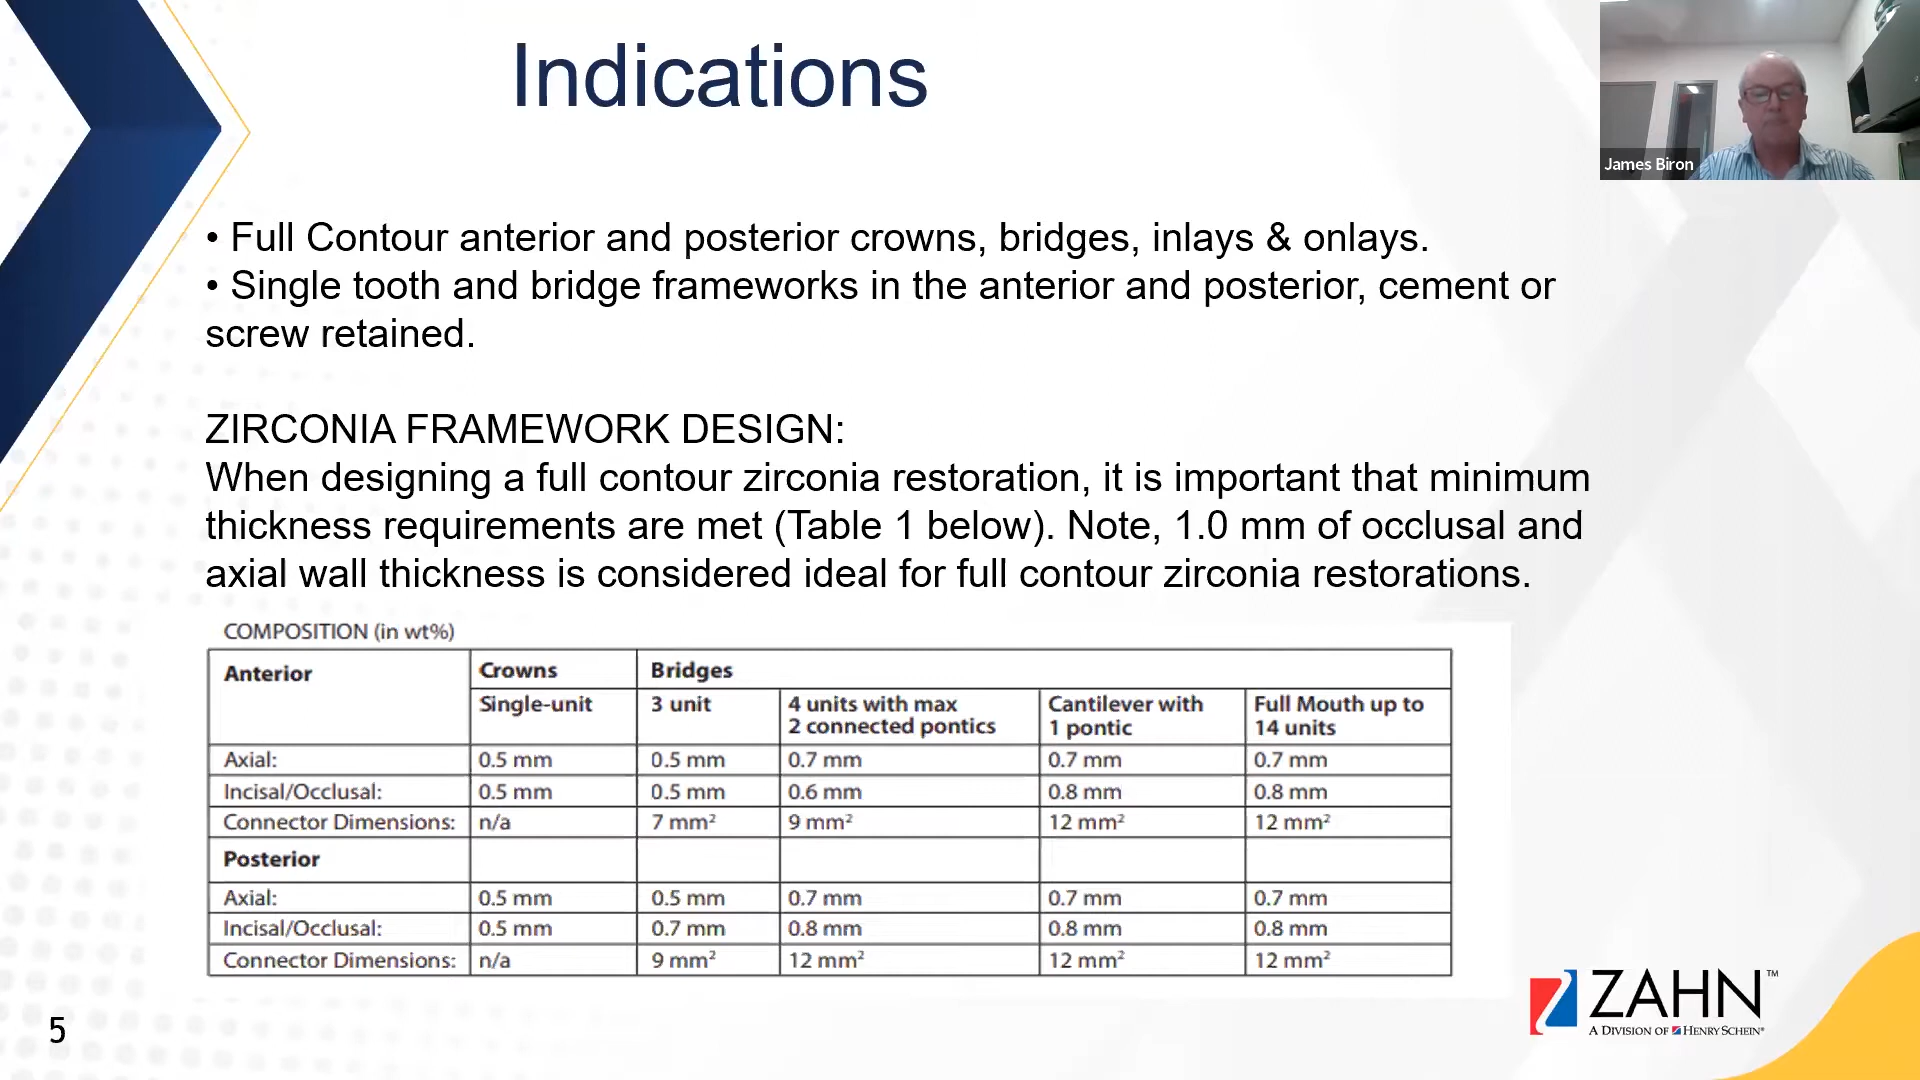 Indications
James Biron
• Full Contour anterior and posterior crowns, bridges, inlays & onlays.
• Single tooth and bridge frameworks in the anterior and posterior, cement or
screw retained.
ZIRCONIA FRAMEWORK DESIGN:
When designing a full contour zirconia restoration, it is important that minimum
thickness requirements are met (Table 1 below). Note, 1.0 mm of occlusal and
axial wall thickness is considered ideal for full contour zirconia restorations.
COMPOSITION (in wt%)
Anterior Crowns Bridges
Single-unit 3 unit 4 units with max 2 connected pontics Cantilever with 1 pontic Full Mouth up to 14 units
Axial: 0.5 mm 0.5 mm 0.7 mm 0.7 mm 0.7 mm
Incisal/Occlusal: 0.5 mm 0.5 mm 0.6 mm 0.8 mm 0.8 mm
Connector Dimensions: n/a 7 mm² 9 mm² 12 mm² 12 mm²
Posterior
Axial: 0.5 mm 0.5 mm 0.7 mm 0.7 mm 0.7 mm
Incisal/Occlusal: 0.5 mm 0.7 mm 0.8 mm 0.8 mm 0.8 mm
Connector Dimensions: n/a 9 mm² 12 mm² 12 mm² 12 mm²
ZAHN™
A DIVISION OF HENRY SCHEIN®
5